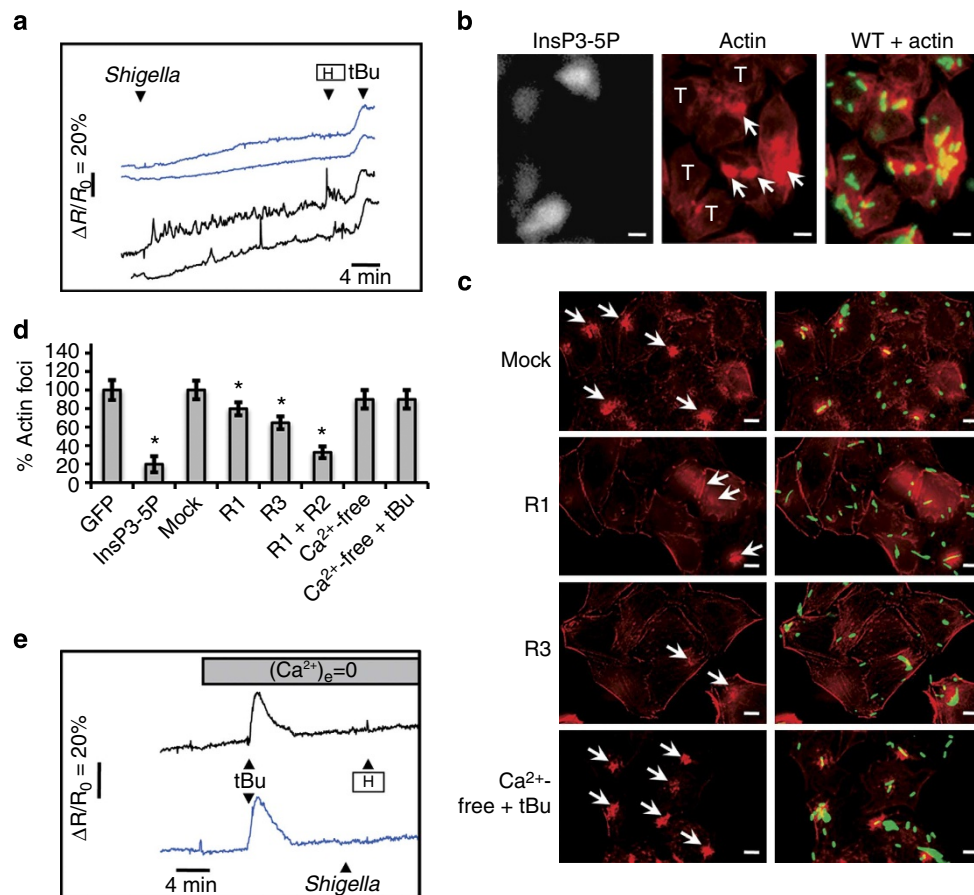 a
Shigella
H tBu
ΔR/R₀ = 20%
4 min
b
InsP3-5P
Actin
WT + actin
T
T
T
T
c
Mock
R1
R3
Ca²⁺-
free + tBu
d
% Actin foci
140
120
100
80
60
40
20
0
GFP
InsP3-5P
Mock
R1
R3
R1 + R2
Ca²⁺-free
Ca²⁺-free + tBu
*
*
*
*
e
(Ca²⁺)ₑ=0
ΔR/R₀ = 20%
tBu
H
4 min
Shigella